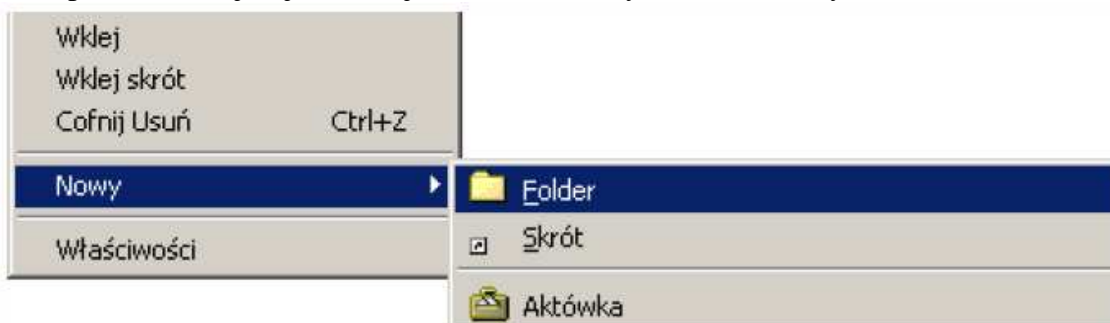 Wklej
Wklej skrót
Cofnij Usuń Ctrl+Z
Nowy
Folder
Właściwości
Skrót
Aktówka